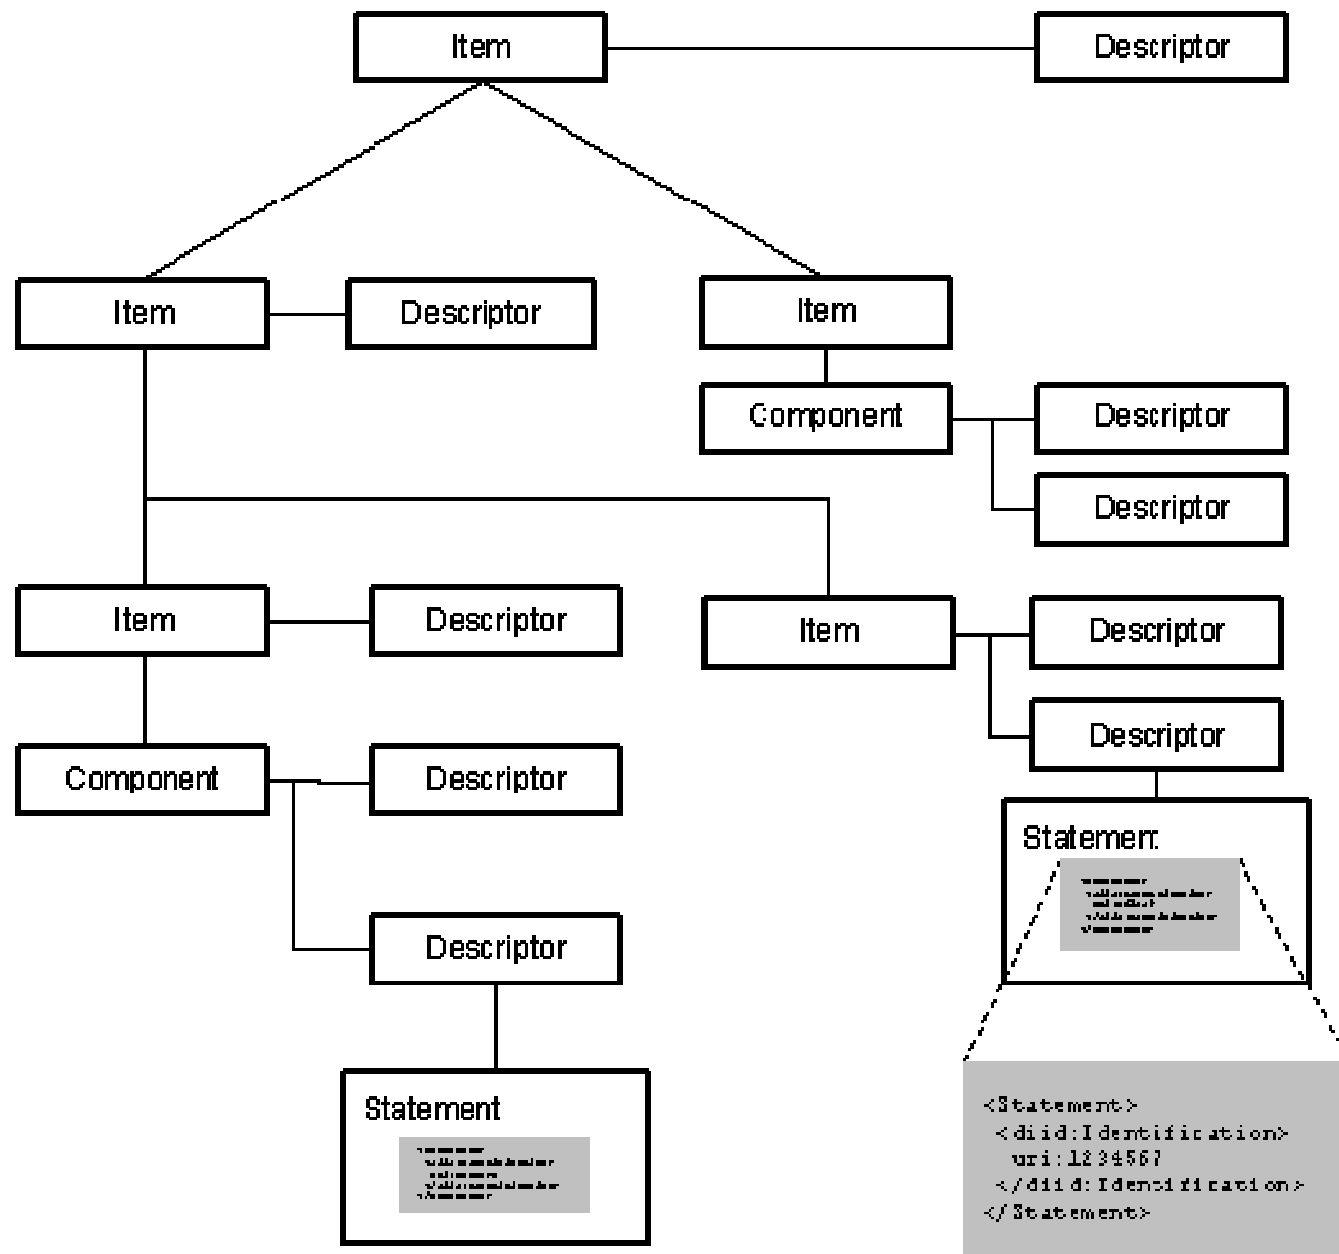 Item
Descriptor
Item
Descriptor
Item
Component
Descriptor
Descriptor
Item
Descriptor
Item
Descriptor
Descriptor
Component
Descriptor
Statement
Descriptor
Statement
<Statement>
<diid:Identification>
uri:1234567
</diid:Identification>
</Statement>